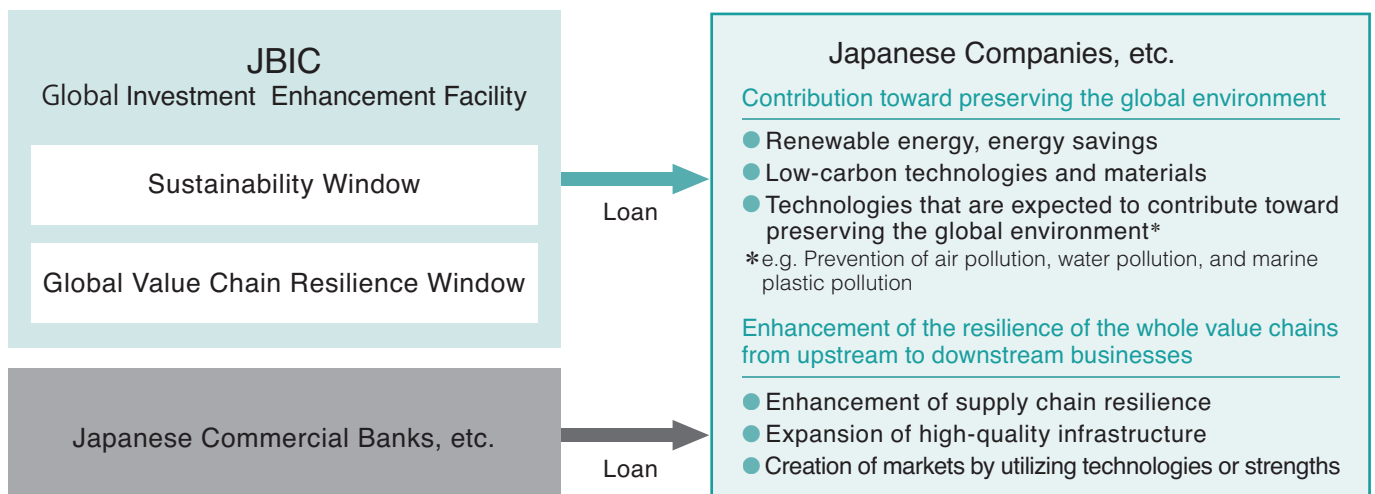 JBIC
Global Investment Enhancement Facility
Sustainability Window
Global Value Chain Resilience Window
Loan
Japanese Commercial Banks, etc.
Loan
Japanese Companies, etc.
Contribution toward preserving the global environment
● Renewable energy, energy savings
● Low-carbon technologies and materials
● Technologies that are expected to contribute toward
preserving the global environment*
*e.g. Prevention of air pollution, water pollution, and marine
plastic pollution
Enhancement of the resilience of the whole value chains
from upstream to downstream businesses
● Enhancement of supply chain resilience
● Expansion of high-quality infrastructure
● Creation of markets by utilizing technologies or strengths